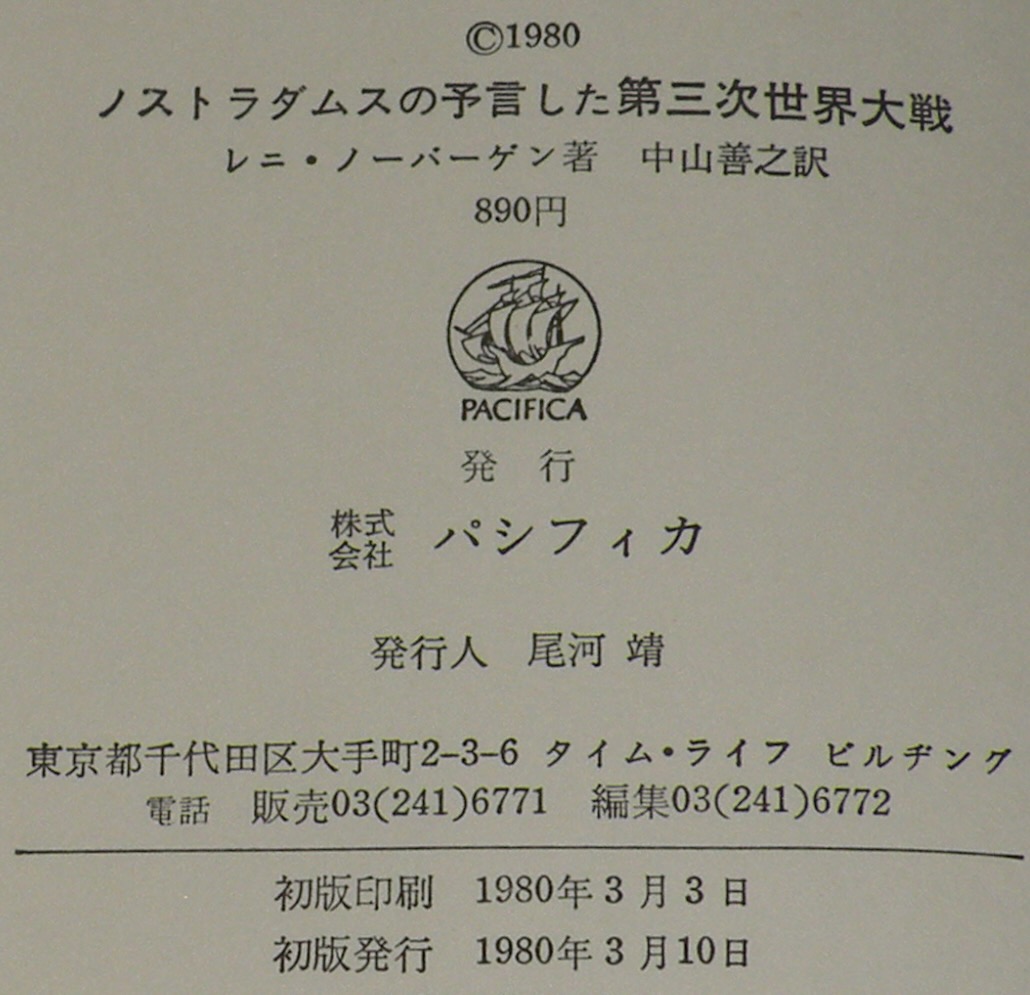 ©1980
ノストラダムスの予言した第三次世界大戦
レニ・ノーバーゲン著　中山善之訳
890円
PACIFICA
発　行
株式会社 パシフィカ
発行人　尾河 靖
東京都千代田区大手町2-3-6 タイム・ライフ ビルヂング
電話　販売03(241)6771　編集03(241)6772
初版印刷　1980年3月3日
初版発行　1980年3月10日